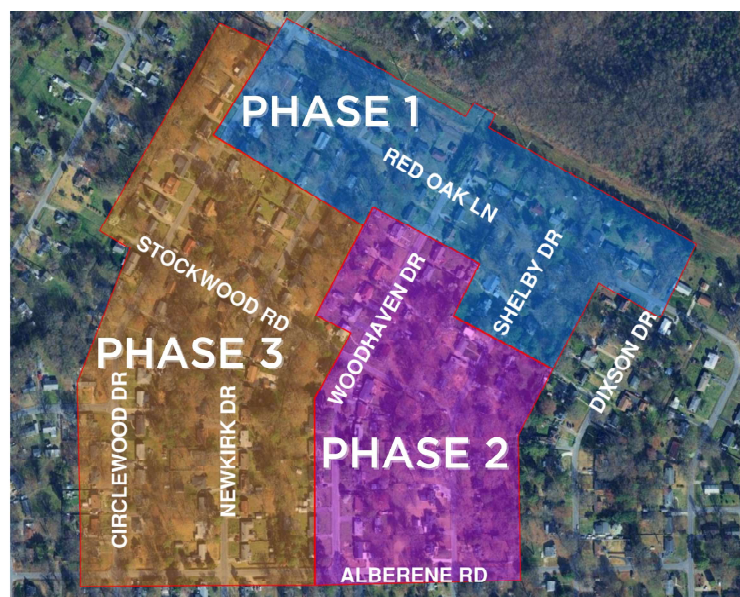 PHASE 1
RED OAK LN
SHELBY DR
STOCKWOOD RD
WOODHAVEN DR
DIXSON DR
PHASE 3
CIRCLEWOOD DR
NEWKIRK DR
PHASE 2
ALBERENE RD